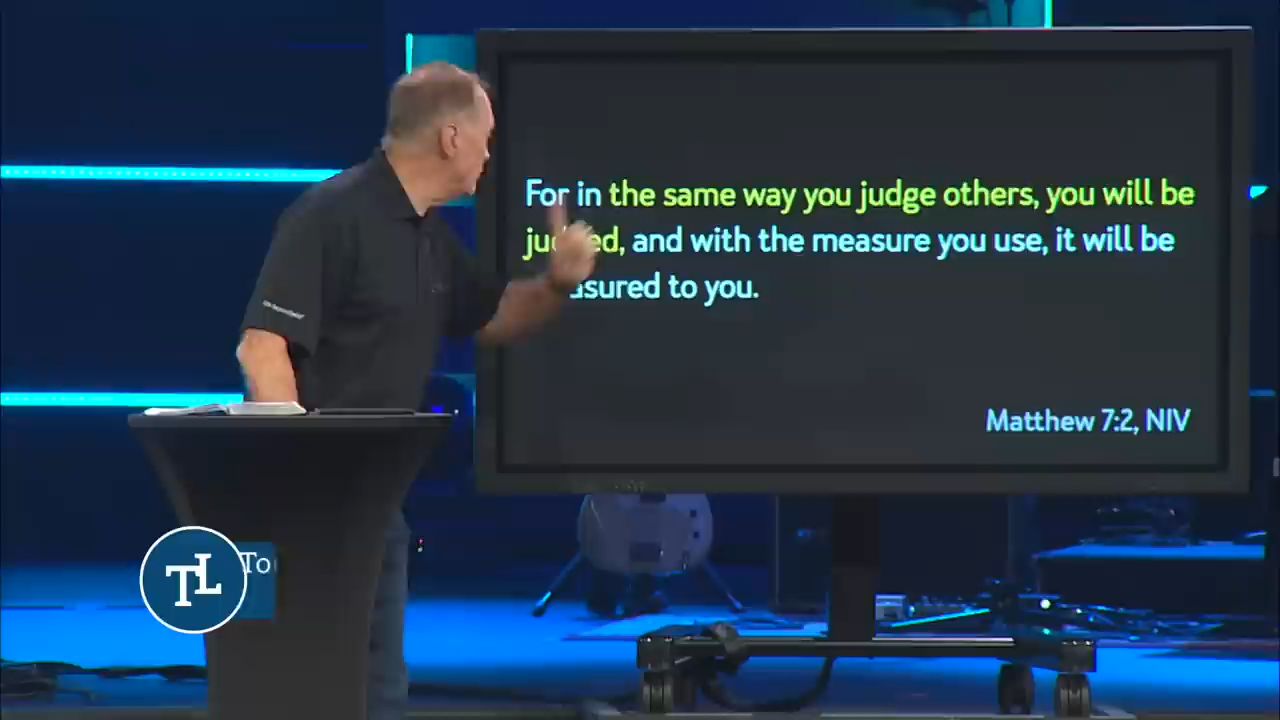 For in the same way you judge others, you will be
and with the measure you use, it will be
to you.
Matthew 7:2, NIV
TL